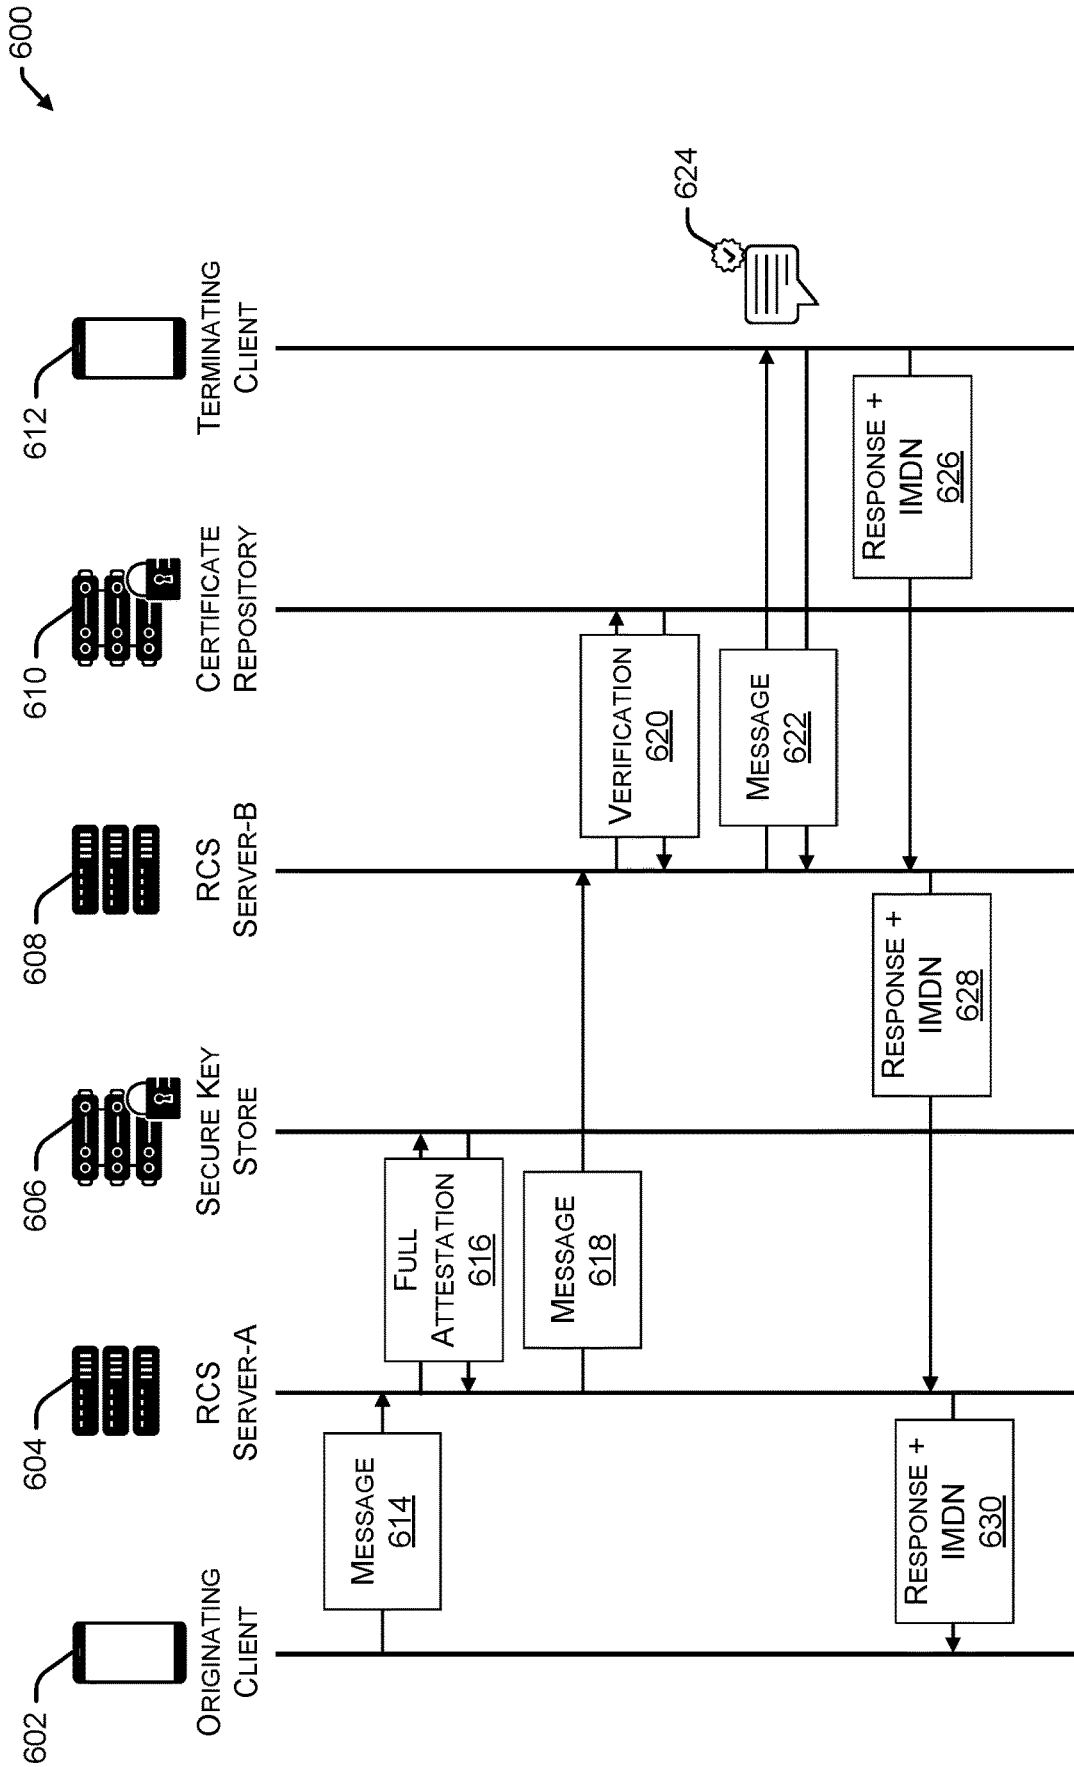 600
602
604
606
608
610
612
ORIGINATING
CLIENT
RCS
SERVER-A
SECURE KEY
STORE
RCS
SERVER-B
CERTIFICATE
REPOSITORY
TERMINATING
CLIENT
MESSAGE
614
FULL
ATTESTATION
616
MESSAGE
618
VERIFICATION
620
MESSAGE
622
624
RESPONSE +
IMDN
626
RESPONSE +
IMDN
628
RESPONSE +
IMDN
630